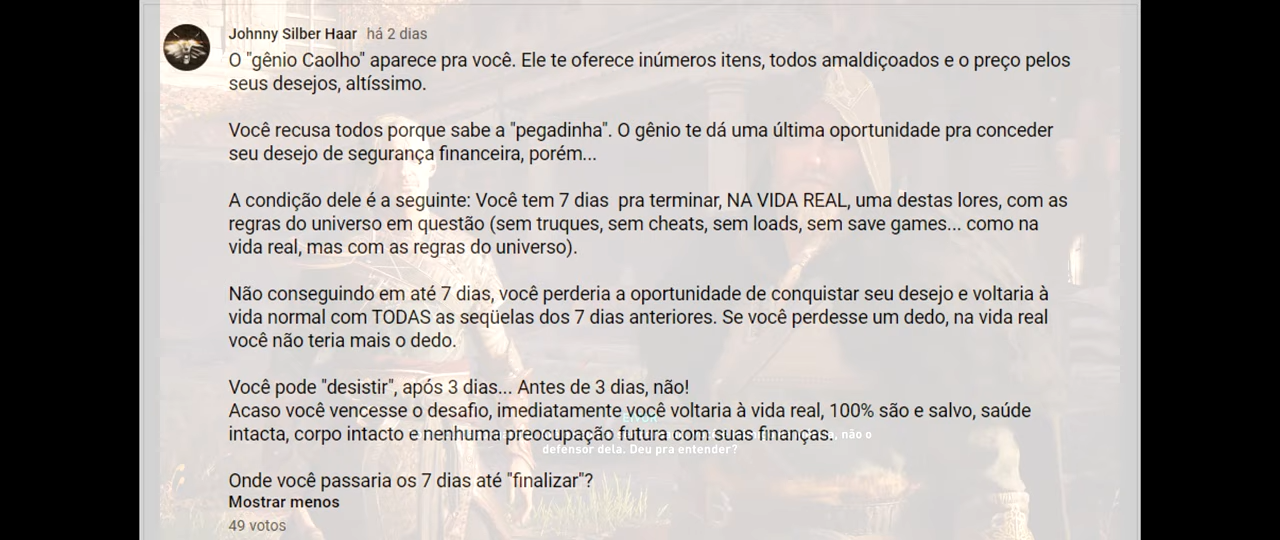 Johnny Silber Haar há 2 dias
O "gênio Caolho" aparece pra você. Ele te oferece inúmeros itens, todos amaldiçoados e o preço pelos
seus desejos, altíssimo.
Você recusa todos porque sabe a "pegadinha". O gênio te dá uma última oportunidade pra conceder
seu desejo de segurança financeira, porém...
A condição dele é a seguinte: Você tem 7 dias pra terminar, NA VIDA REAL, uma destas lores, com as
regras do universo em questão (sem truques, sem cheats, sem loads, sem save games... como na
vida real, mas com as regras do universo).
Não conseguindo em até 7 dias, você perderia a oportunidade de conquistar seu desejo e voltaria à
vida normal com TODAS as seqüelas dos 7 dias anteriores. Se você perdesse um dedo, na vida real
você não teria mais o dedo.
Você pode "desistir", após 3 dias... Antes de 3 dias, não!
Acaso você vencesse o desafio, imediatamente você voltaria à vida real, 100% são e salvo, saúde
intacta, corpo intacto e nenhuma preocupação futura com suas finanças.
não o
defensor dela. Deu pra entender?
Onde você passaria os 7 dias até "finalizar"?
Mostrar menos
49 votos